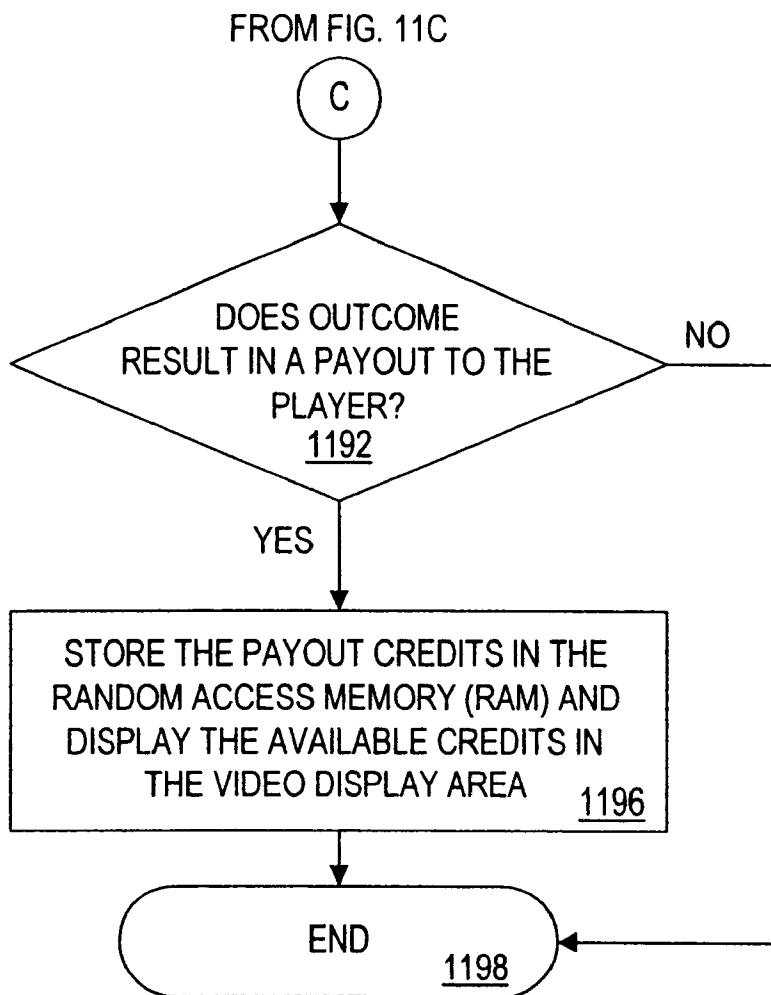 FROM FIG. 11C
C
DOES OUTCOME
RESULT IN A PAYOUT TO THE
PLAYER?
1192
NO
YES
STORE THE PAYOUT CREDITS IN THE
RANDOM ACCESS MEMORY (RAM) AND
DISPLAY THE AVAILABLE CREDITS IN
THE VIDEO DISPLAY AREA
1196
END
1198